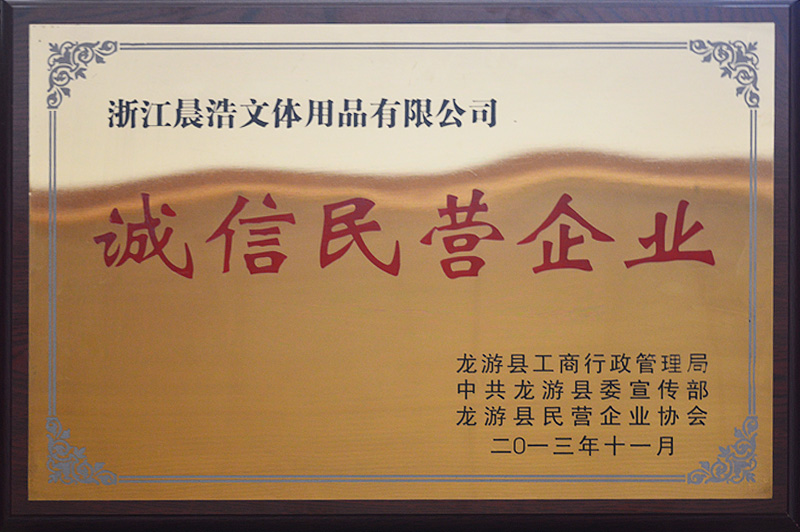 浙江晨浩文体用品有限公司
诚信民营企业
龙游县工商行政管理局
中共龙游县委宣传部
龙游县民营企业协会
二〇一三年十一月